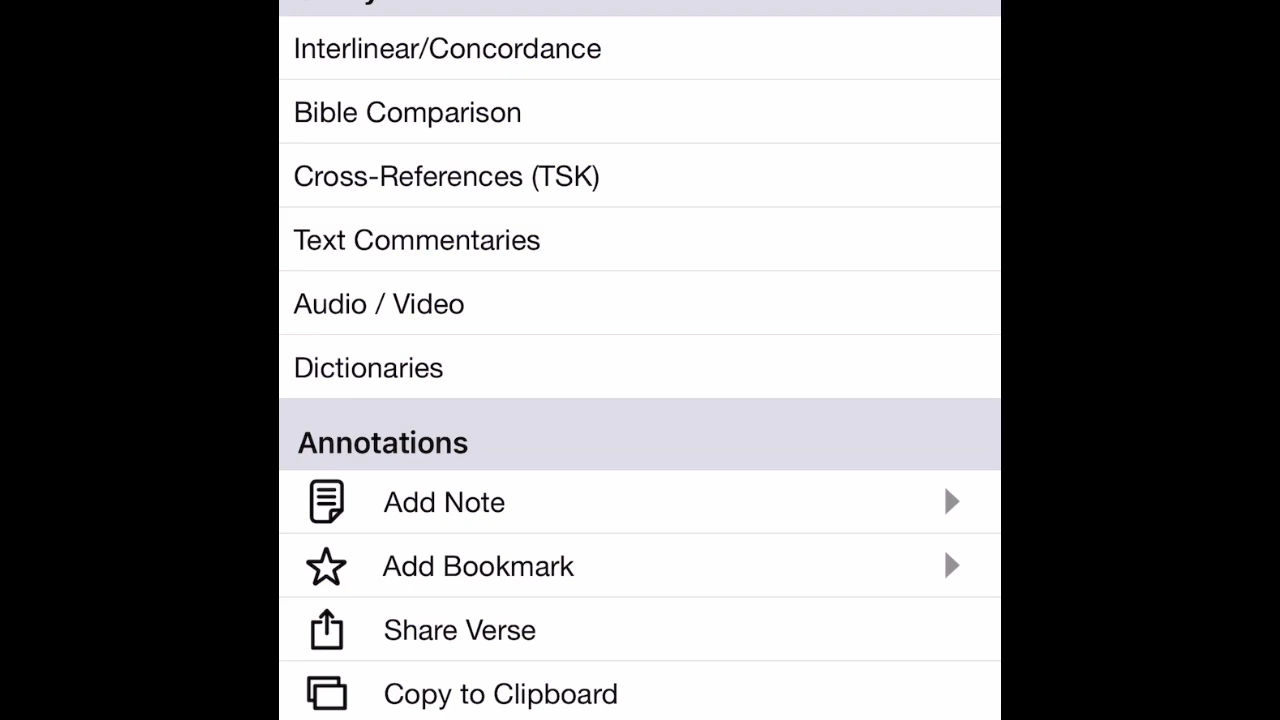 Interlinear/Concordance
Bible Comparison
Cross-References (TSK)
Text Commentaries
Audio / Video
Dictionaries
Annotations
Add Note
Add Bookmark
Share Verse
Copy to Clipboard